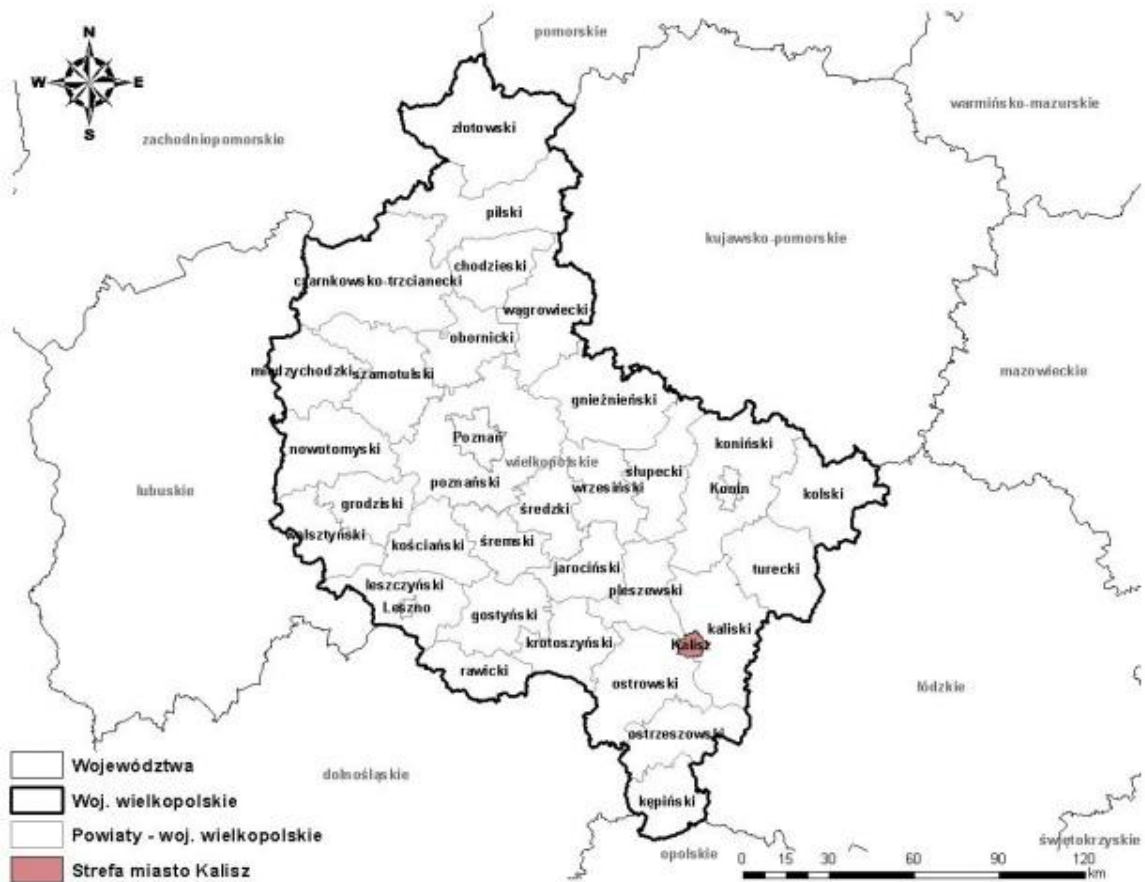 N
W E
S
pomorskie
warmińsko-mazurskie
zachodniopomorskie
złotowski
pilski
kujawsko-pomorskie
chodzieski
czarnkowsko-trzcianecki
wągrowiecki
obornicki
międzychodzki
szamotulski
mazowieckie
gnieźnieński
Poznań
koniński
nowotomyski
wielkopolskie
słupecki
lubuskie
poznański
wrzesiński
Konin
kolski
grodziski
średzki
wolsztyński
kościański
śremski
jarociński
turecki
leszczyński
pleszewski
Leszno
gostyński
kaliski
krotoszyński
Kalisz
rawicki
ostrowski
łódzkie
ostrzeszowski
dolnośląskie
kępiński
świętokrzyskie
opolskie
Województwa
Woj. wielkopolskie
Powiaty - woj. wielkopolskie
Strefa miasto Kalisz
0 15 30 60 90 120
km